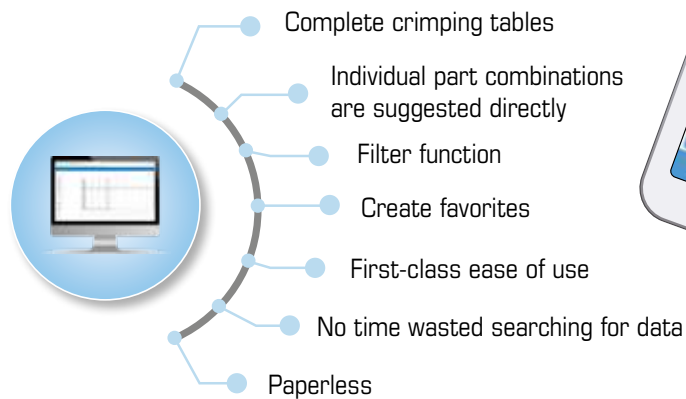 Complete crimping tables
Individual part combinations
are suggested directly
Filter function
Create favorites
First-class ease of use
No time wasted searching for data
Paperless